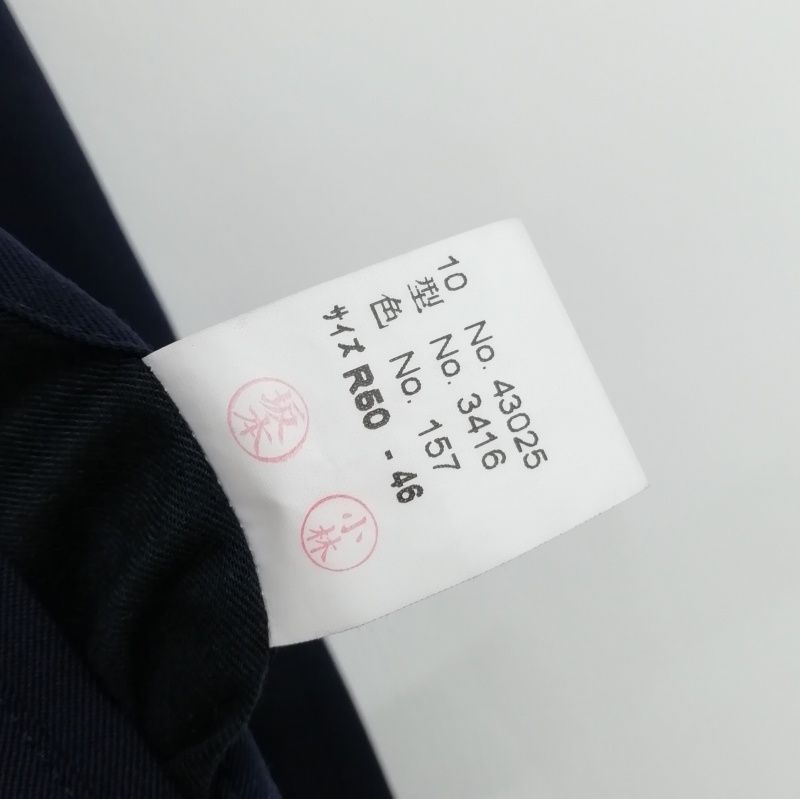 10 No. 43025
型 No. 3416
色 No. 157
サイズ R50 - 46
坂本
小林